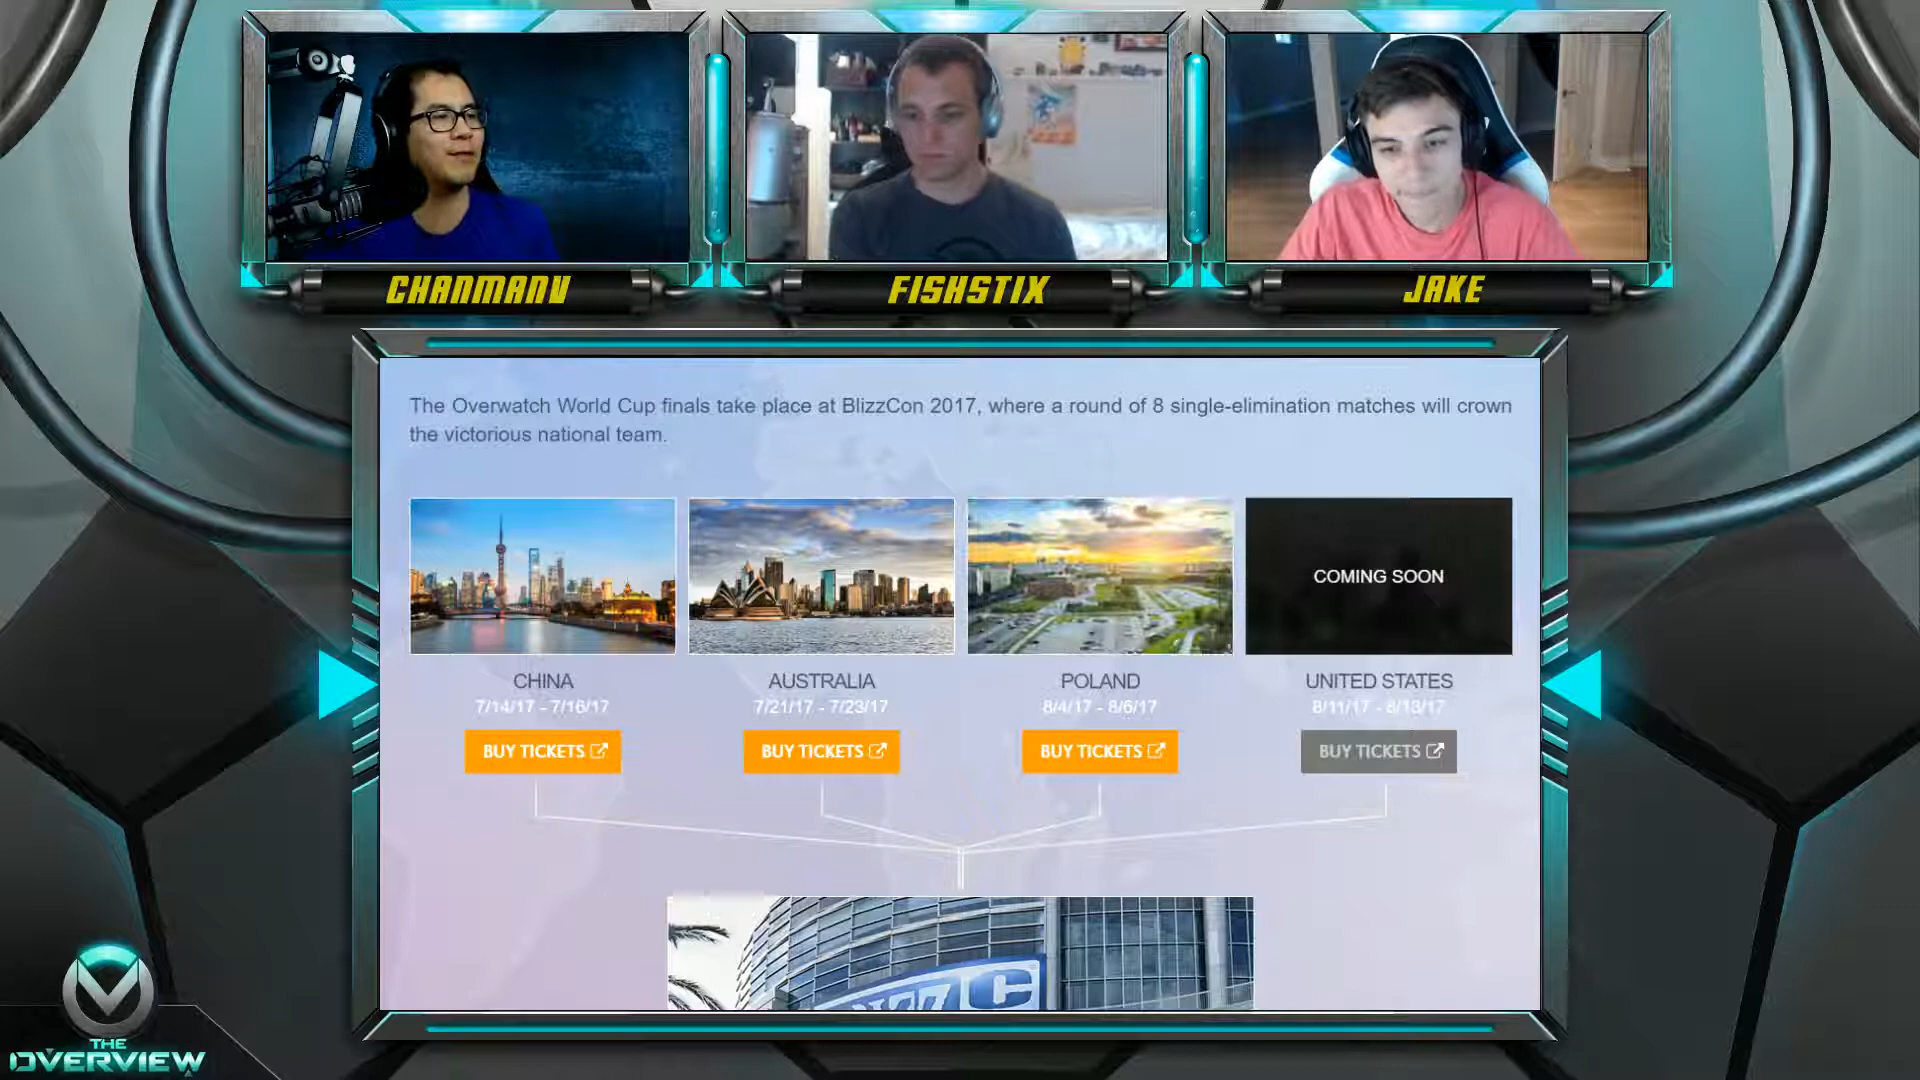 CHANMANV
FISHSTIX
JAKE
The Overwatch World Cup finals take place at BlizzCon 2017, where a round of 8 single-elimination matches will crown
the victorious national team.
COMING SOON
CHINA
AUSTRALIA
POLAND
UNITED STATES
7/14/17 - 7/16/17
7/21/17 - 7/23/17
8/4/17 - 8/6/17
8/11/17 - 8/13/17
BUY TICKETS
BUY TICKETS
BUY TICKETS
BUY TICKETS
THE
OVERVIEW